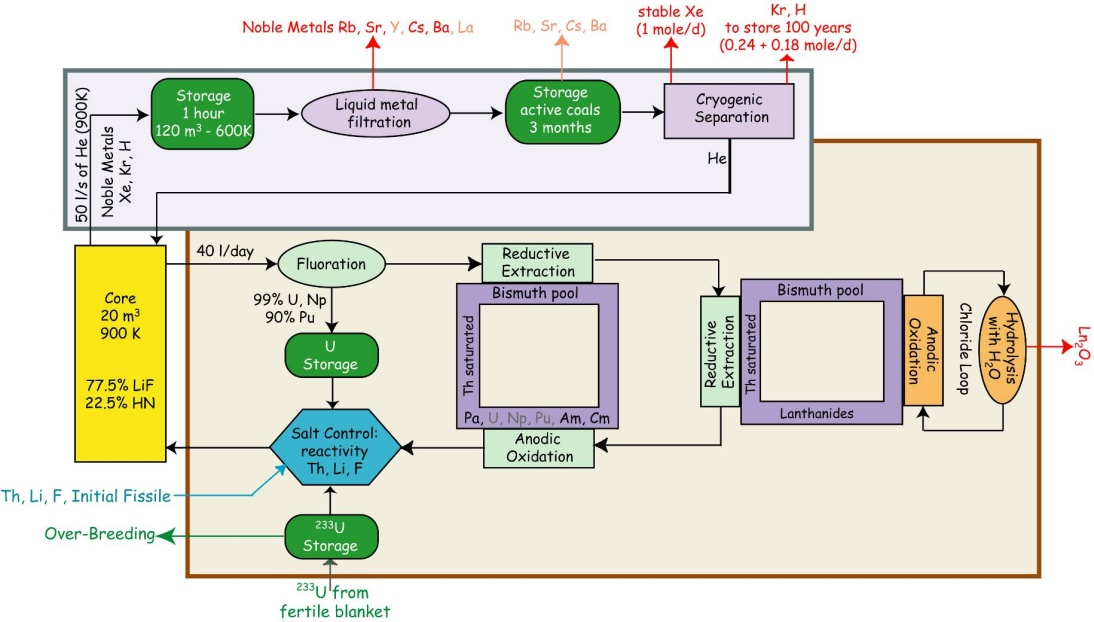 Noble Metals Rb, Sr, Y, Cs, Ba, La
Rb, Sr, Cs, Ba
stable Xe
(1 mole/d)
Kr, H
to store 100 years
(0.24 + 0.18 mole/d)
50 l/s of He (900K)
Noble Metals
Xe, Kr, H
Storage
1 hour
120 m³ - 600K
Liquid metal
filtration
Storage
active coals
3 months
Cryogenic
Separation
He
Core
20 m³
900 K
77.5% LiF
22.5% HN
40 l/day
Fluoration
99% U, Np
90% Pu
U
Storage
Salt Control:
reactivity
Th, Li, F
Th, Li, F, Initial Fissile
Over-Breeding
²³³U
Storage
²³³U from
fertile blanket
Reductive
Extraction
Bismuth pool
Th saturated
Pa, U, Np, Pu, Am, Cm
Anodic
Oxidation
Reductive
Extraction
Bismuth pool
Th saturated
Lanthanides
Anodic
Oxidation
Chloride Loop
Hydrolysis
with H₂O
Ln₂O₃